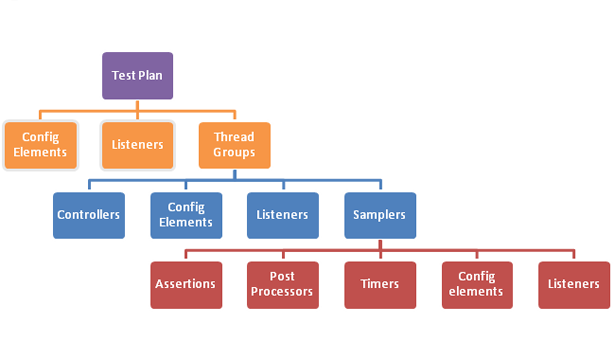 Test Plan
Config
Elements
Listeners
Thread
Groups
Controllers
Config
Elements
Listeners
Samplers
Assertions
Post
Processors
Timers
Config
elements
Listeners